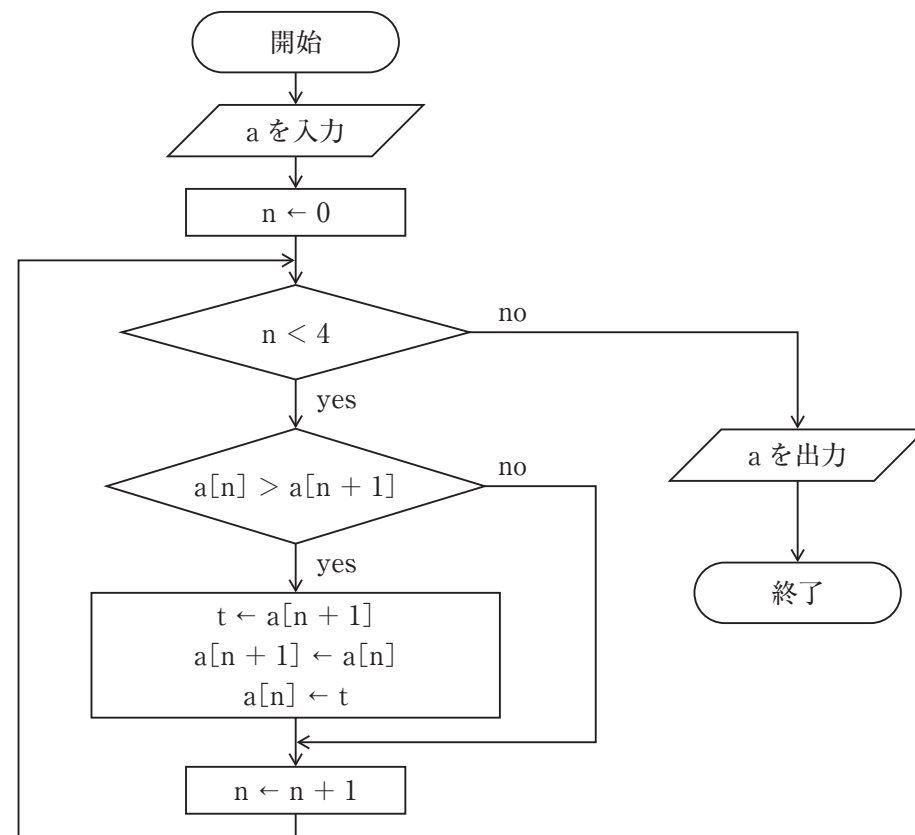 開始
a を入力
n ← 0
n < 4
no
yes
a[n] > a[n + 1]
no
yes
t ← a[n + 1]
a[n + 1] ← a[n]
a[n] ← t
n ← n + 1
a を出力
終了